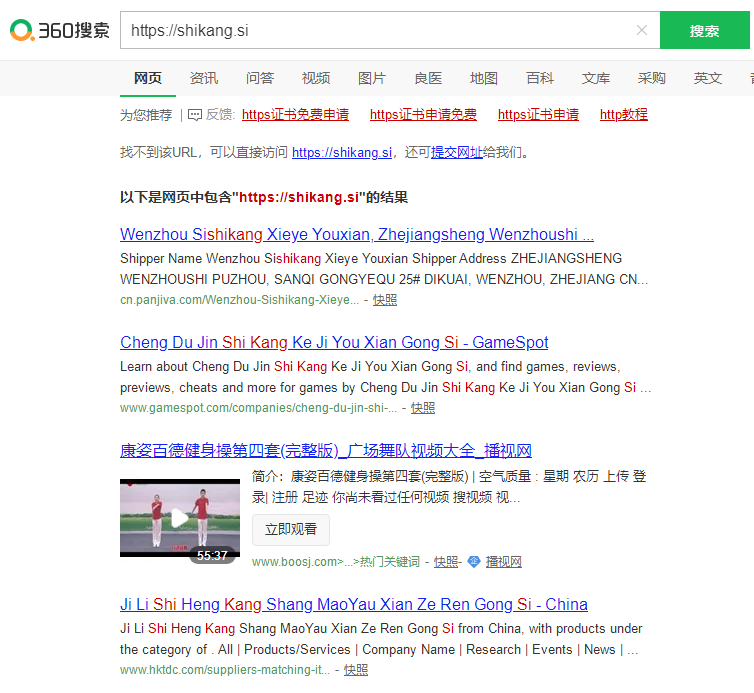 360搜索
https://shikang.si
搜索
网页 资讯 问答 视频 图片 良医 地图 百科 文库 采购 英文
为您推荐 反馈: https证书免费申请 https证书申请免费 https证书申请 http教程
找不到该URL，可以直接访问 https://shikang.si，还可提交网址给我们。
以下是网页中包含"https://shikang.si"的结果
Wenzhou Sishikang Xieye Youxian, Zhejiangsheng Wenzhoushi ...
Shipper Name Wenzhou Sishikang Xieye Youxian Shipper Address ZHEJIANGSHENG
WENZHOUSHI PUZHOU, SANQI GONGYEQU 25# DIKUAI, WENZHOU, ZHEJIANG CN...
cn.panjiva.com/Wenzhou-Sishikang-Xieye... - 快照
Cheng Du Jin Shi Kang Ke Ji You Xian Gong Si - GameSpot
Learn about Cheng Du Jin Shi Kang Ke Ji You Xian Gong Si, and find games, reviews,
previews, cheats and more for games by Cheng Du Jin Shi Kang Ke Ji You Xian Gong Si ...
www.gamespot.com/companies/cheng-du-jin-shi-... - 快照
康姿百德健身操第四套(完整版)_广场舞队视频大全_播视网
简介：康姿百德健身操第四套(完整版) | 空气质量 : 星期 农历 上传 登
录| 注册 足迹 你尚未看过任何视频 搜视频 视...
立即观看
55:37
www.boosj.com>...>热门关键词 - 快照- 播视网
Ji Li Shi Heng Kang Shang MaoYau Xian Ze Ren Gong Si - China
Ji Li Shi Heng Kang Shang MaoYau Xian Ze Ren Gong Si from China, with products under
the category of . All | Products/Services | Company Name | Research | Events | News | ...
www.hktdc.com/suppliers-matching-it... - 快照